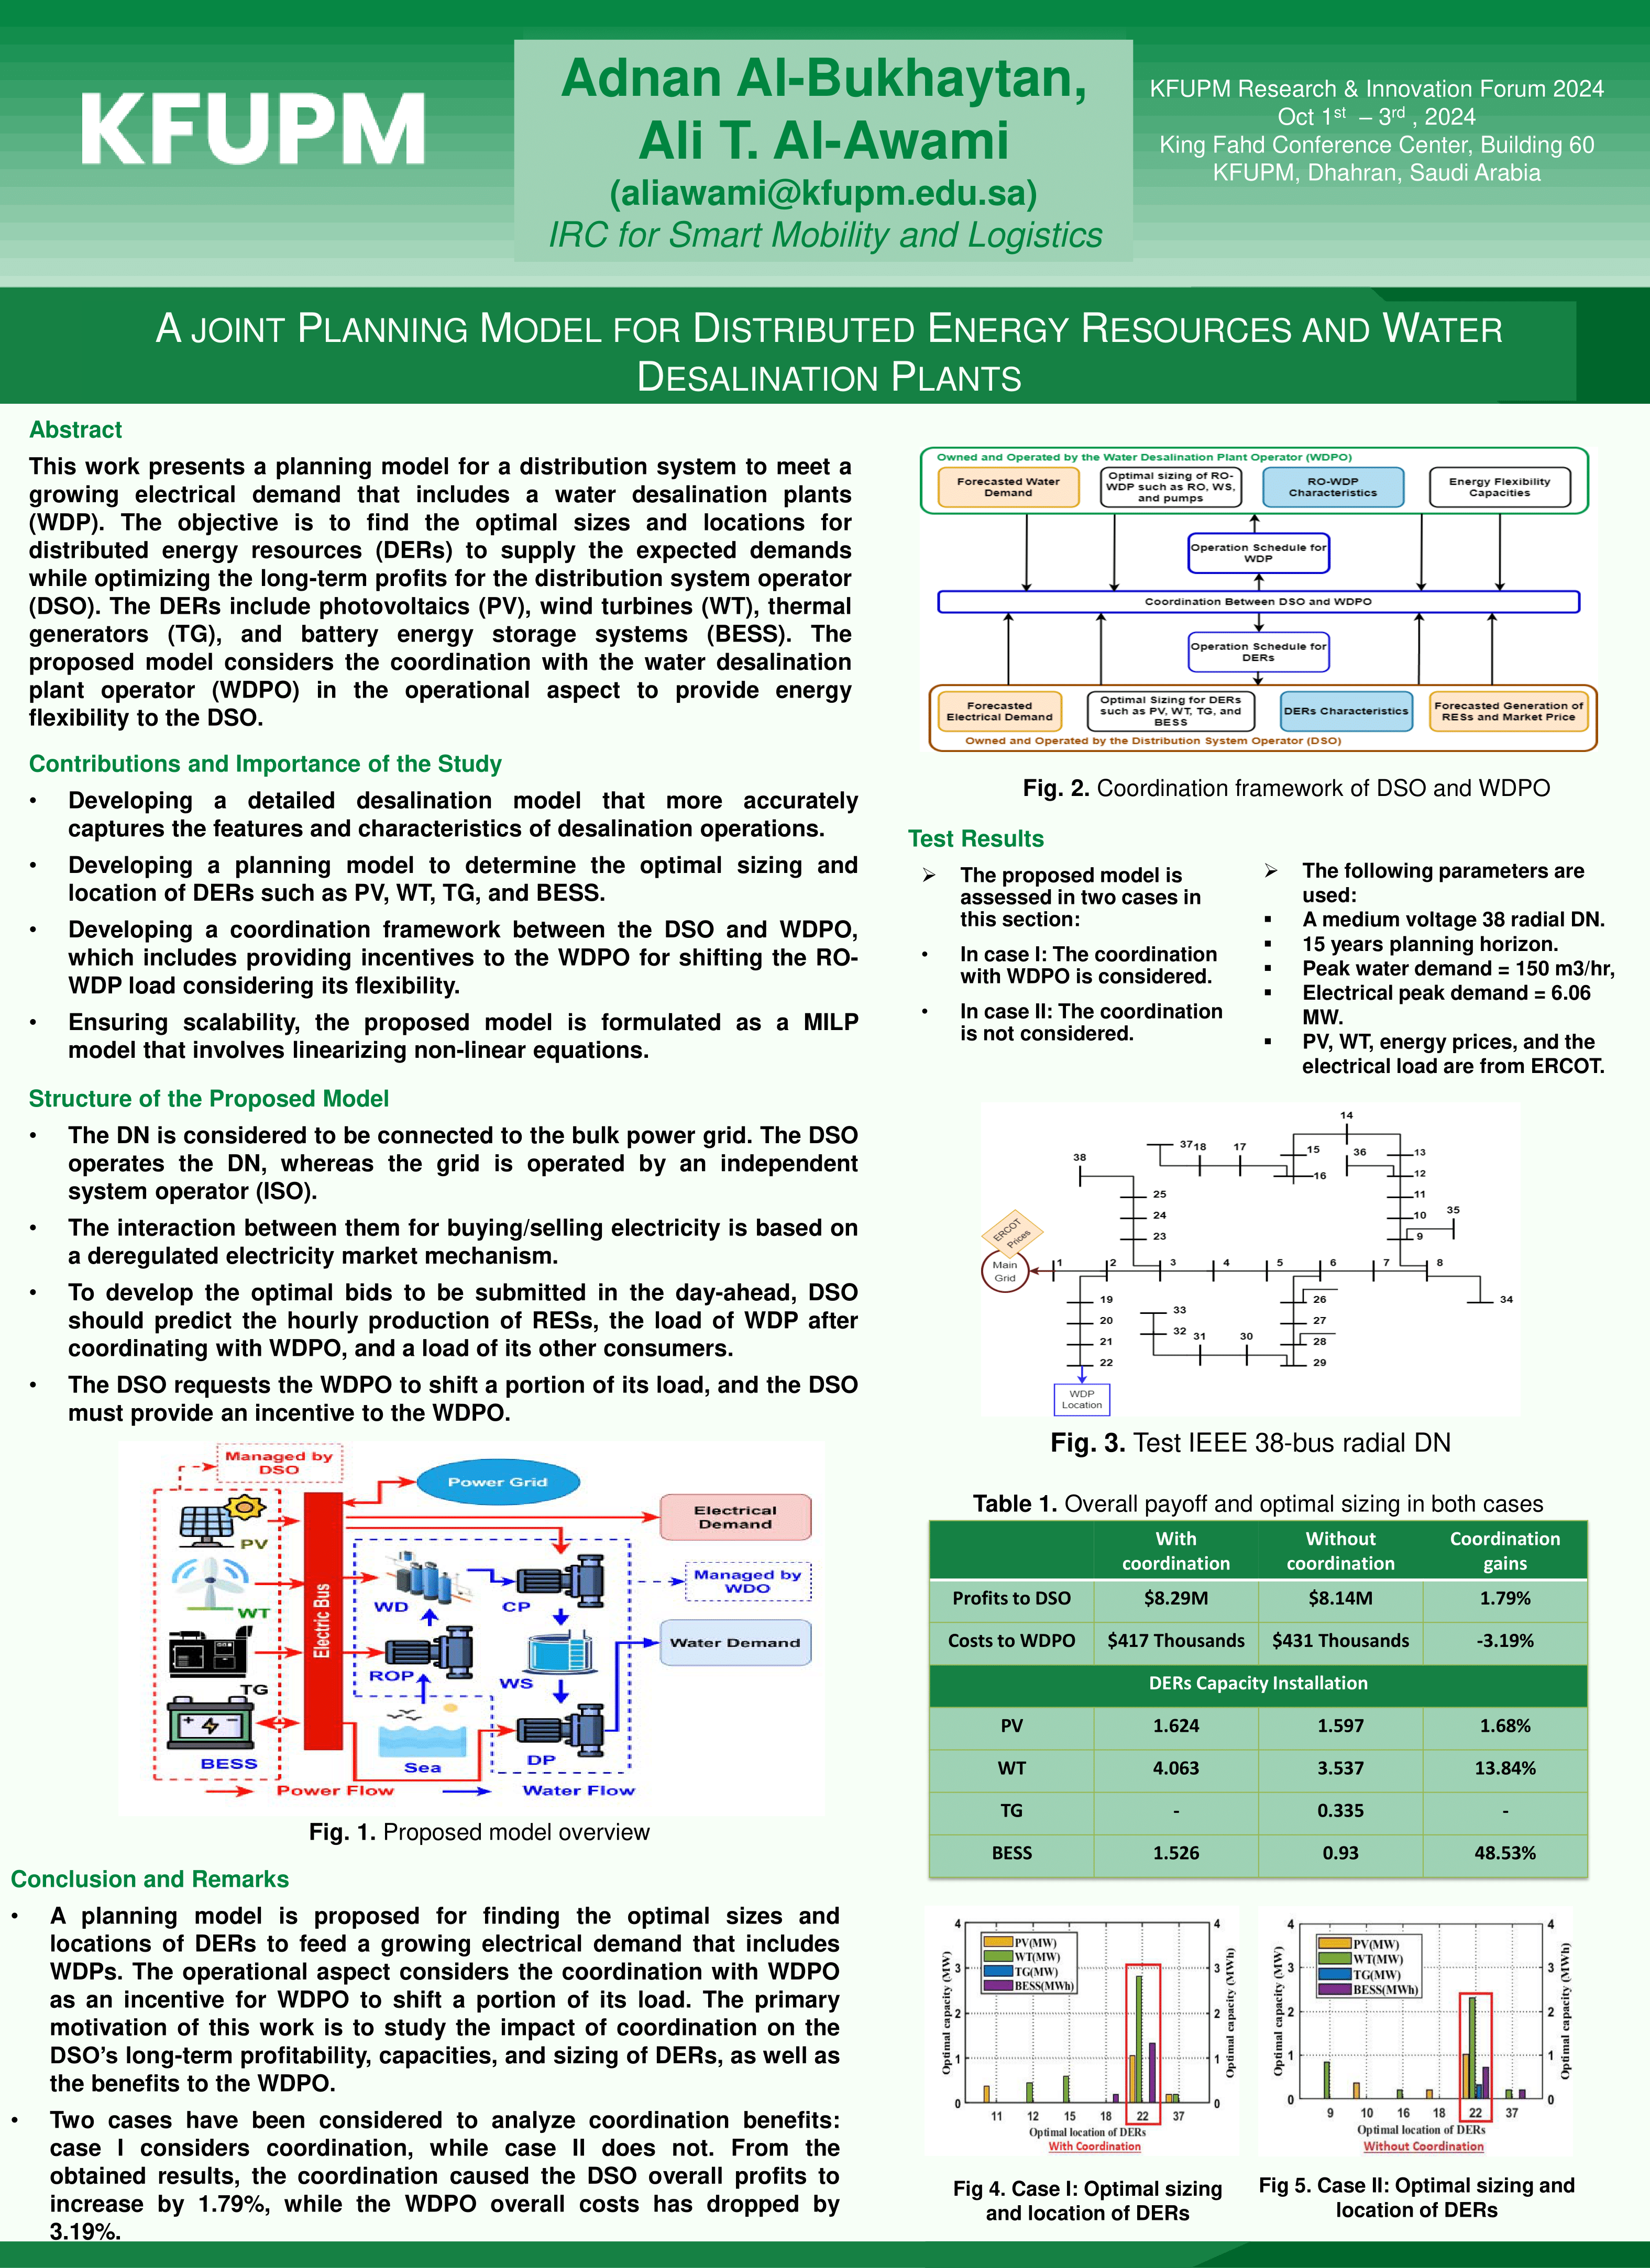 KFUPM
Adnan Al-Bukhaytan,
Ali T. Al-Awami
(aliawami@kfupm.edu.sa)
IRC for Smart Mobility and Logistics
KFUPM Research & Innovation Forum 2024
Oct 1st – 3rd , 2024
King Fahd Conference Center, Building 60
KFUPM, Dhahran, Saudi Arabia
A JOINT PLANNING MODEL FOR DISTRIBUTED ENERGY RESOURCES AND WATER
DESALINATION PLANTS
Abstract
This work presents a planning model for a distribution system to meet a
growing electrical demand that includes a water desalination plants
(WDP). The objective is to find the optimal sizes and locations for
distributed energy resources (DERs) to supply the expected demands
while optimizing the long-term profits for the distribution system operator
(DSO). The DERs include photovoltaics (PV), wind turbines (WT), thermal
generators (TG), and battery energy storage systems (BESS). The
proposed model considers the coordination with the water desalination
plant operator (WDPO) in the operational aspect to provide energy
flexibility to the DSO.
Contributions and Importance of the Study
• Developing a detailed desalination model that more accurately
captures the features and characteristics of desalination operations.
• Developing a planning model to determine the optimal sizing and
location of DERs such as PV, WT, TG, and BESS.
• Developing a coordination framework between the DSO and WDPO,
which includes providing incentives to the WDPO for shifting the RO-
WDP load considering its flexibility.
• Ensuring scalability, the proposed model is formulated as a MILP
model that involves linearizing non-linear equations.
Structure of the Proposed Model
• The DN is considered to be connected to the bulk power grid. The DSO
operates the DN, whereas the grid is operated by an independent
system operator (ISO).
• The interaction between them for buying/selling electricity is based on
a deregulated electricity market mechanism.
• To develop the optimal bids to be submitted in the day-ahead, DSO
should predict the hourly production of RESs, the load of WDP after
coordinating with WDPO, and a load of its other consumers.
• The DSO requests the WDPO to shift a portion of its load, and the DSO
must provide an incentive to the WDPO.
Managed by
DSO
Power Grid
Electrical
Demand
PV
Managed by
WDO
WT
WD
CP
Electric Bus
Water Demand
TG
ROP
WS
BESS
Sea
DP
Power Flow
Water Flow
Fig. 1. Proposed model overview
Conclusion and Remarks
• A planning model is proposed for finding the optimal sizes and
locations of DERs to feed a growing electrical demand that includes
WDPs. The operational aspect considers the coordination with WDPO
as an incentive for WDPO to shift a portion of its load. The primary
motivation of this work is to study the impact of coordination on the
DSO's long-term profitability, capacities, and sizing of DERs, as well as
the benefits to the WDPO.
• Two cases have been considered to analyze coordination benefits:
case I considers coordination, while case II does not. From the
obtained results, the coordination caused the DSO overall profits to
increase by 1.79%, while the WDPO overall costs has dropped by
3.19%.
Owned and Operated by the Water Desalination Plant Operator (WDPO)
Forecasted Water
Demand
Optimal sizing of RO-
WDP such as RO, WS,
and pumps
RO-WDP
Characteristics
Energy Flexibility
Capacities
Operation Schedule for
WDP
Coordination Between DSO and WDPO
Operation Schedule for
DERs
Forecasted
Electrical Demand
Optimal Sizing for DERs
such as PV, WT, TG, and
BESS
DERs Characteristics
Forecasted Generation of
RESs and Market Price
Owned and Operated by the Distribution System Operator (DSO)
Fig. 2. Coordination framework of DSO and WDPO
Test Results
➢ The proposed model is
assessed in two cases in
this section:
• In case I: The coordination
with WDPO is considered.
• In case II: The coordination
is not considered.
➢ The following parameters are
used:
▪ A medium voltage 38 radial DN.
▪ 15 years planning horizon.
▪ Peak water demand = 150 m3/hr,
▪ Electrical peak demand = 6.06
MW.
▪ PV, WT, energy prices, and the
electrical load are from ERCOT.
14
37 18 17 15 36 13
38
16 12
25 11
24 10 35
23 9
ERCOT
Prices
Main
Grid
1 2 3 4 5 6 7 8
19 26 34
20 33 27
21 32 31 30 28
22 29
WDP
Location
Fig. 3. Test IEEE 38-bus radial DN
Table 1. Overall payoff and optimal sizing in both cases
With
coordination
Without
coordination
Coordination
gains
Profits to DSO $8.29M $8.14M 1.79%
Costs to WDPO $417 Thousands $431 Thousands -3.19%
DERs Capacity Installation
PV 1.624 1.597 1.68%
WT 4.063 3.537 13.84%
TG - 0.335 -
BESS 1.526 0.93 48.53%
4 4
3 3
2 2
1 1
0 0
Optimal capacity (MW)
Optimal capacity (MWh)
PV(MW)
WT(MW)
TG(MW)
BESS(MWh)
11 12 15 18 22 37
Optimal location of DERs
With Coordination
Fig 4. Case I: Optimal sizing
and location of DERs
4 4
3 3
2 2
1 1
0 0
Optimal capacity (MW)
Optimal capacity (MWh)
PV(MW)
WT(MW)
TG(MW)
BESS(MWh)
9 10 16 18 22 37
Optimal location of DERs
Without Coordination
Fig 5. Case II: Optimal sizing and
location of DERs